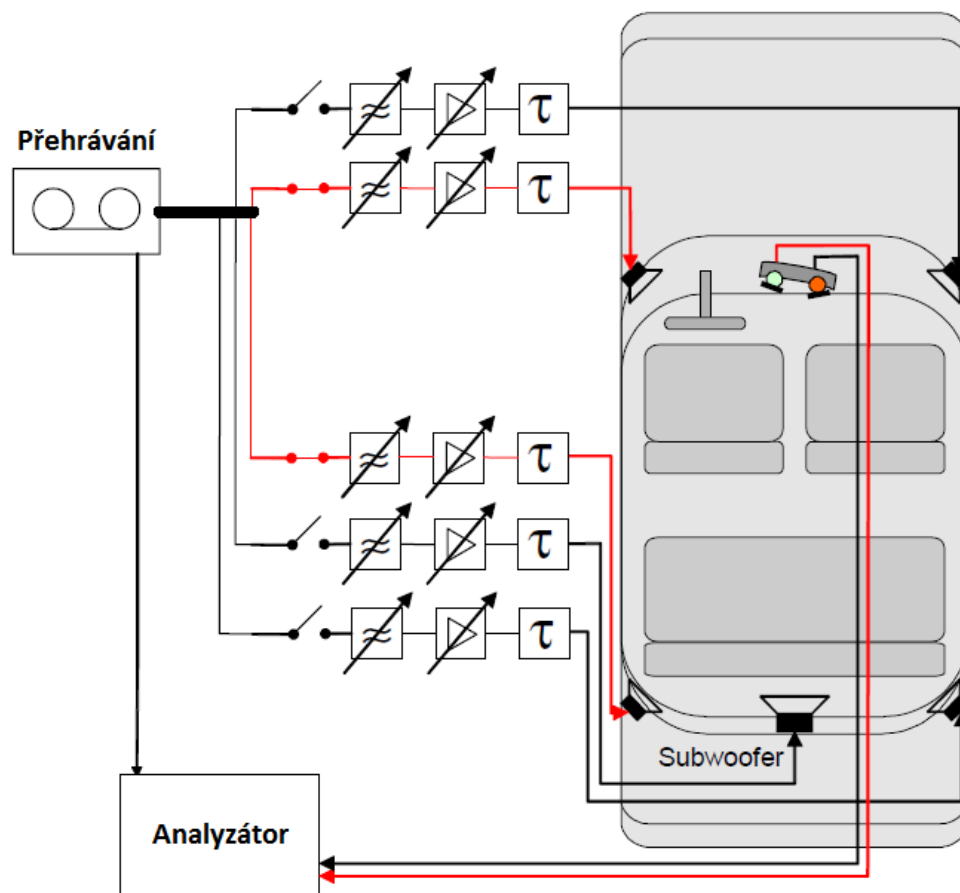 Přehrávání
τ
τ
τ
τ
τ
Subwoofer
Analyzátor